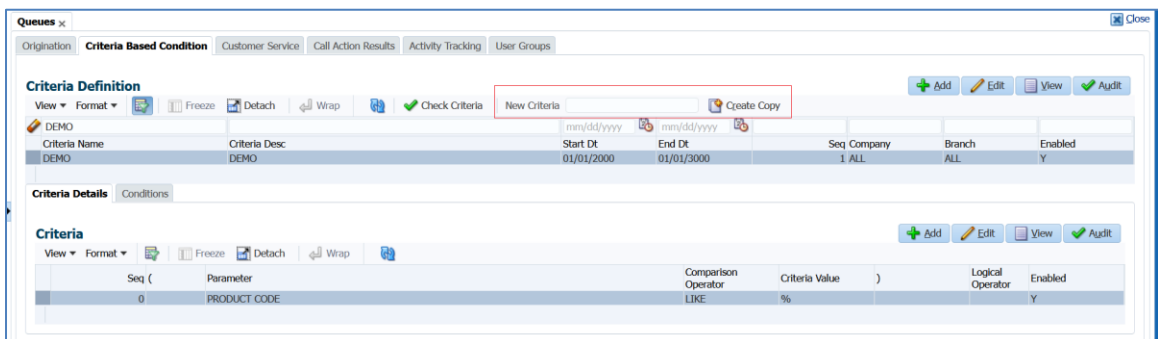 Queues × Close
Origination Criteria Based Condition Customer Service Call Action Results Activity Tracking User Groups
Criteria Definition Add Edit View Audit
View Format Freeze Detach Wrap Check Criteria New Criteria Create Copy
DEMO mm/dd/yyyy mm/dd/yyyy
Criteria Name Criteria Desc Start Dt End Dt Seq Company Branch Enabled
DEMO DEMO 01/01/2000 01/01/3000 1 ALL ALL Y
Criteria Details Conditions
Criteria Add Edit View Audit
View Format Freeze Detach Wrap
Seq ( Parameter Comparison Operator Criteria Value ) Logical Operator Enabled
0 PRODUCT CODE LIKE % Y